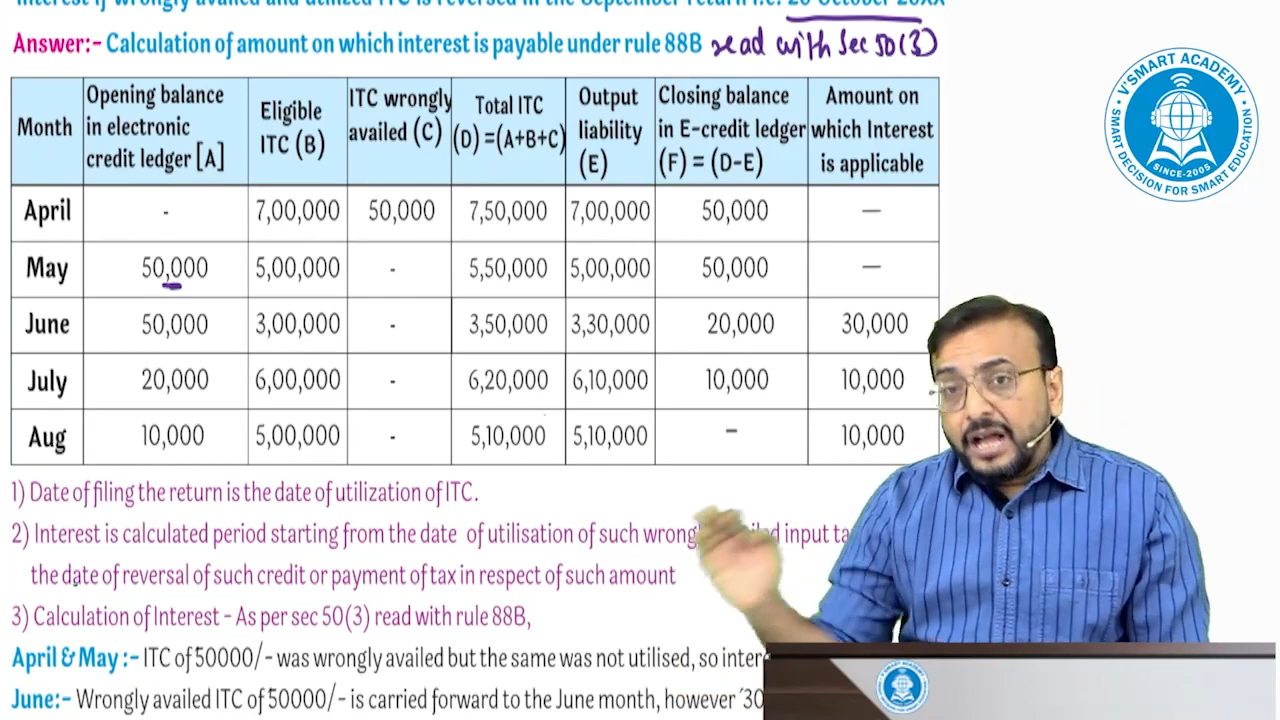 Interest if wrongly availed and utilized ITC is reversed in the September return i.e. 20 October 20XX
Answer:- Calculation of amount on which interest is payable under rule 88B read with Sec 50(3)
Month | Opening balance in electronic credit ledger [A] | Eligible ITC (B) | ITC wrongly availed (C) | Total ITC (D) =(A+B+C) | Output liability (E) | Closing balance in E-credit ledger (F) = (D-E) | Amount on which Interest is applicable
April | - | 7,00,000 | 50,000 | 7,50,000 | 7,00,000 | 50,000 | —
May | 50,000 | 5,00,000 | - | 5,50,000 | 5,00,000 | 50,000 | —
June | 50,000 | 3,00,000 | - | 3,50,000 | 3,30,000 | 20,000 | 30,000
July | 20,000 | 6,00,000 | - | 6,20,000 | 6,10,000 | 10,000 | 10,000
Aug | 10,000 | 5,00,000 | - | 5,10,000 | 5,10,000 | – | 10,000
1) Date of filing the return is the date of utilization of ITC.
2) Interest is calculated period starting from the date of utilisation of such input
the date of reversal of such credit or payment of tax in respect of such amount
3) Calculation of Interest - As per sec 50(3) read with rule 88B,
April & May :- ITC of 50000/- was wrongly availed but the same was not utilised, so
June:- Wrongly availed ITC of 50000/- is carried forward to the June month, however '30
V'SMART ACADEMY
SINCE-2005
SMART DECISION FOR SMART EDUCATION